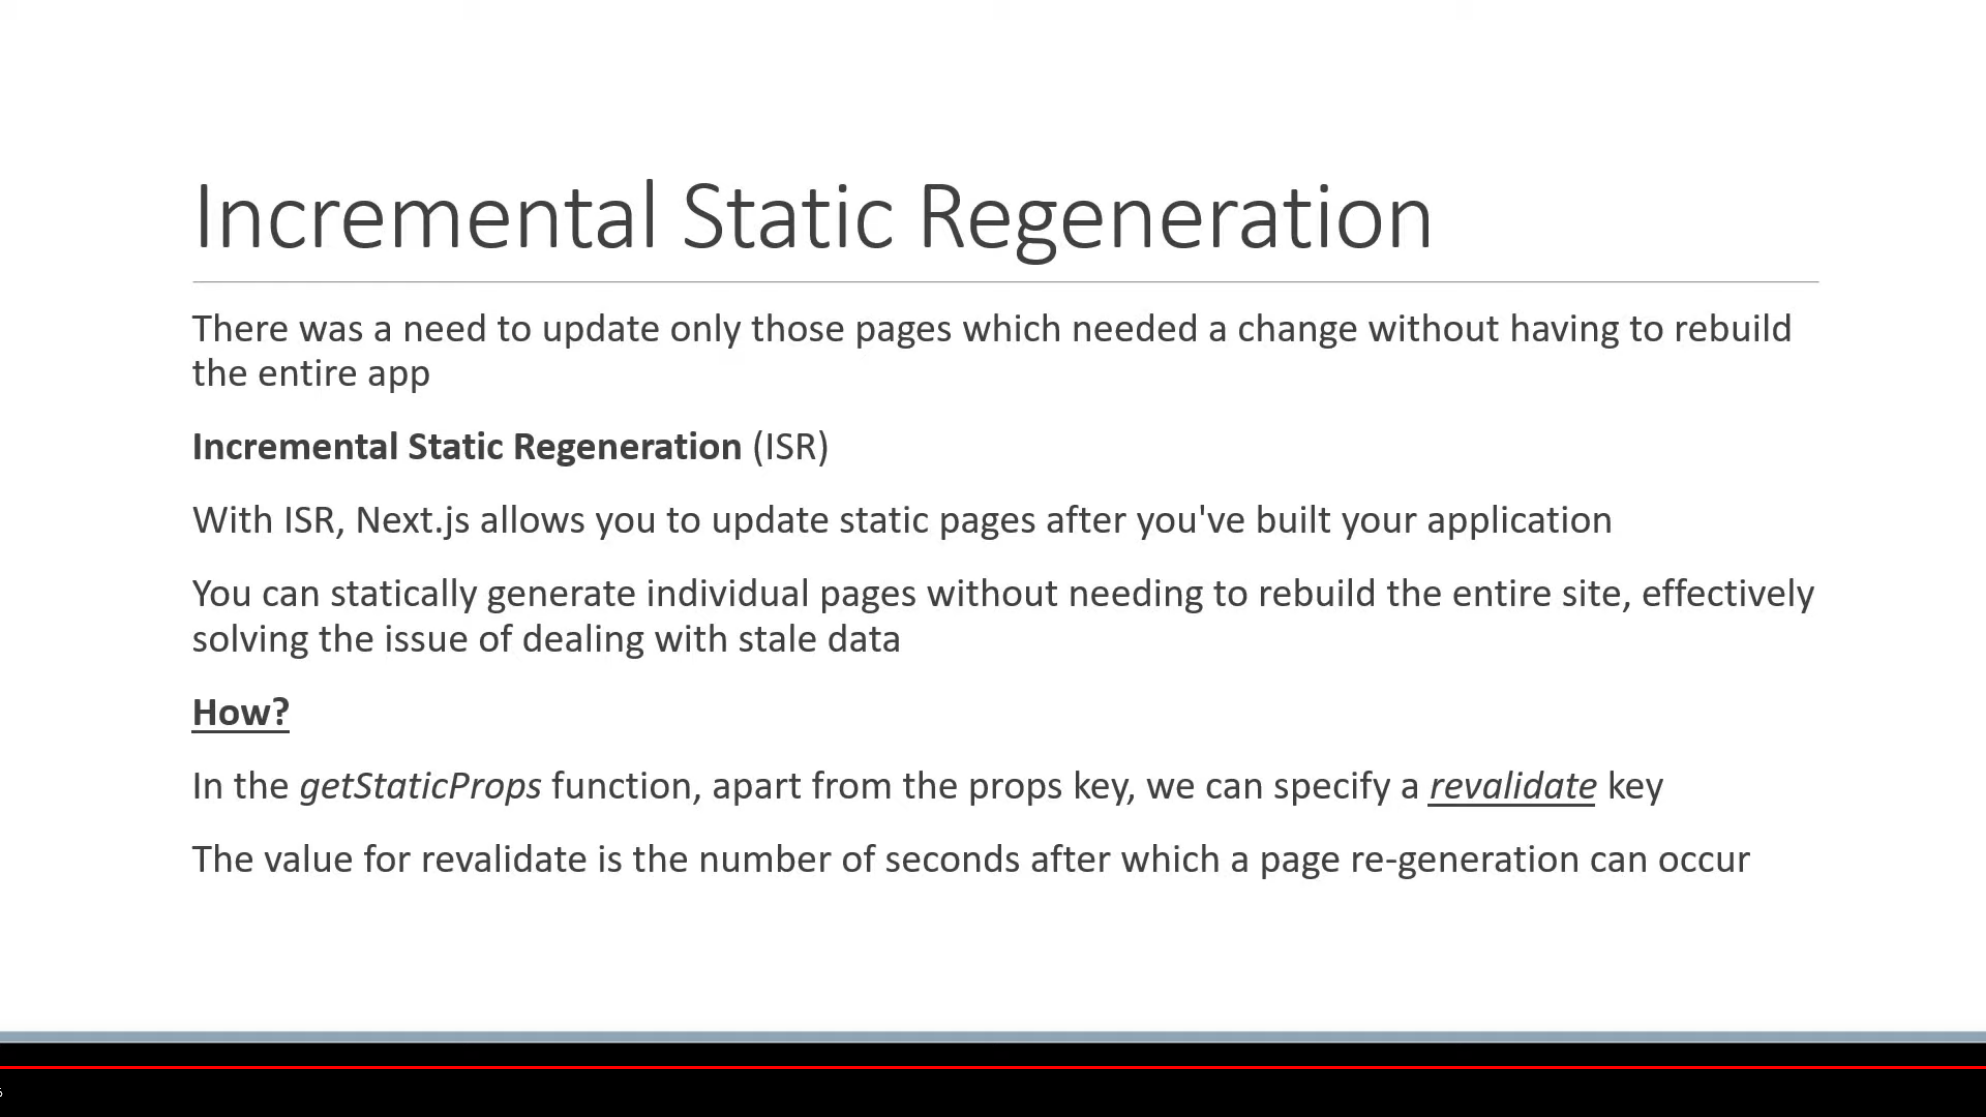 Incremental Static Regeneration
There was a need to update only those pages which needed a change without having to rebuild
the entire app
Incremental Static Regeneration (ISR)
With ISR, Next.js allows you to update static pages after you've built your application
You can statically generate individual pages without needing to rebuild the entire site, effectively
solving the issue of dealing with stale data
How?
In the getStaticProps function, apart from the props key, we can specify a revalidate key
The value for revalidate is the number of seconds after which a page re-generation can occur